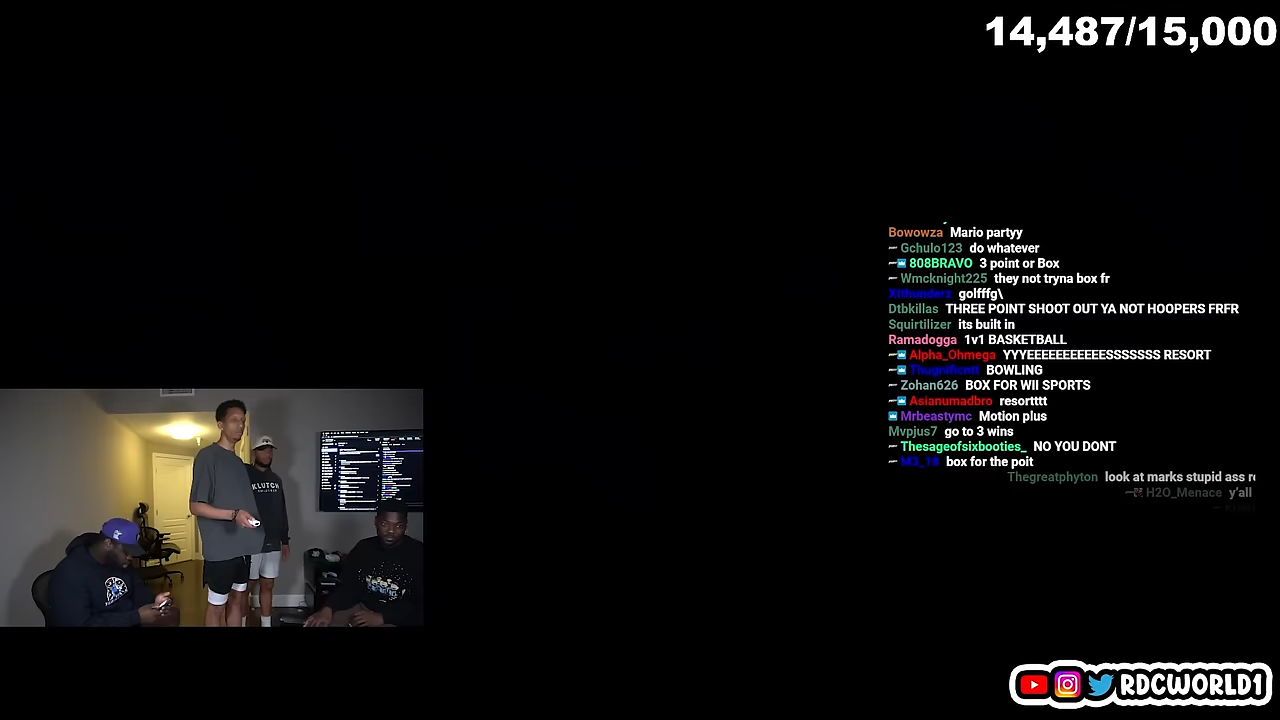 14,487/15,000
Bowowza Mario partyy
Gchulo123 do whatever
808BRAVO 3 point or Box
Wmcknight225 they not tryna box fr
Xtthunderz golfffg\
Dtbkillas THREE POINT SHOOT OUT YA NOT HOOPERS FRFR
Squirtilizer its built in
Ramadogga 1v1 BASKETBALL
Alpha_Ohmega YYYEEEEEEEEEEESSSSSSS RESORT
Thugnificntt BOWLING
Zohan626 BOX FOR WII SPORTS
Asianumadbro resortttt
Mrbeastymc Motion plus
Mvpjus7 go to 3 wins
Thesageofsixbooties_ NO YOU DONT
box for the poit
Thegreatphyton look at marks stupid ass re
H2O_Menace y'all
KLUTCH
RDCWORLD1